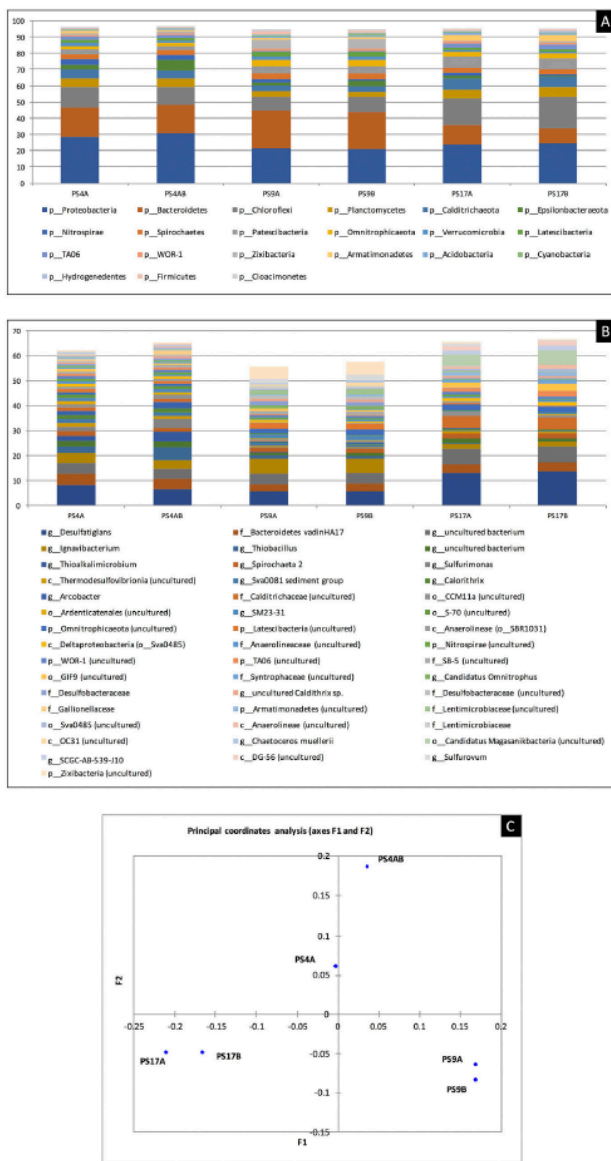 A
100
90
80
70
60
50
40
30
20
10
0
PS4A PS4AB PS9A PS9B PS17A PS17B
p__Proteobacteria p__Bacteroidetes p__Chloroflexi p__Planctomycetes p__Calditrichaeota p__Epsilonbacteraeota
p__Nitrospirae p__Spirochaetes p__Patescibacteria p__Omnitrophicaeota p__Verrucomicrobia p__Latescibacteria
p__TA06 p__WOR-1 p__Zixibacteria p__Armatimonadetes p__Acidobacteria p__Cyanobacteria
p__Hydrogenedentes p__Firmicutes p__Cloacimonetes
B
70
60
50
40
30
20
10
0
PS4A PS4AB PS9A PS9B PS17A PS17B
g__Desulfatiglans f__Bacteroidetes vadinHA17 g__uncultured bacterium
g__Ignavibacterium g__Thiobacillus g__uncultured bacterium
g__Thioalkalimicrobium g__Spirochaeta 2 g__Sulfurimonas
c__Thermodesulfovibrionia (uncultured) g__Sva0081 sediment group g__Calorithrix
g__Arcobacter f__Calditrichaceae (uncultured) o__CCM11a (uncultured)
o__Ardenticatenales (uncultured) g__SM23-31 o__S-70 (uncultured)
p__Omnitrophicaeota (uncultured) p__Latescibacteria (uncultured) c__Anaerolineae (o__SBR1031)
c__Deltaproteobacteria (o__Sva0485) f__Anaerolineaceae (uncultured) p__Nitrospirae (uncultured)
p__WOR-1 (uncultured) p__TA06 (uncultured) f__SB-5 (uncultured)
o__GIF9 (uncultured) f__Syntrophaceae (uncultured) g__Candidatus Omnitrophus
f__Desulfobacteraceae g__uncultured Caldithrix sp. f__Desulfobacteraceae (uncultured)
f__Gallionellaceae p__Armatimonadetes (uncultured) f__Lentimicrobiaceae (uncultured)
o__Sva0485 (uncultured) c__Anaerolineae (uncultured) f__Lentimicrobiaceae
c__OC31 (uncultured) g__Chaetoceros muellerii o__Candidatus Magasanikbacteria (uncultured)
g__SCGC-AB-539-J10 c__DG-56 (uncultured) g__Sulfurovum
p__Zixibacteria (uncultured)
C
Principal coordinates analysis (axes F1 and F2)
0.2
PS4AB
0.15
0.1
PS4A
0.05
F2
0
-0.25 -0.2 -0.15 -0.1 -0.05 0 0.05 0.1 0.15 0.2
PS17A PS17B -0.05 PS9A
PS9B
-0.1
-0.15
F1